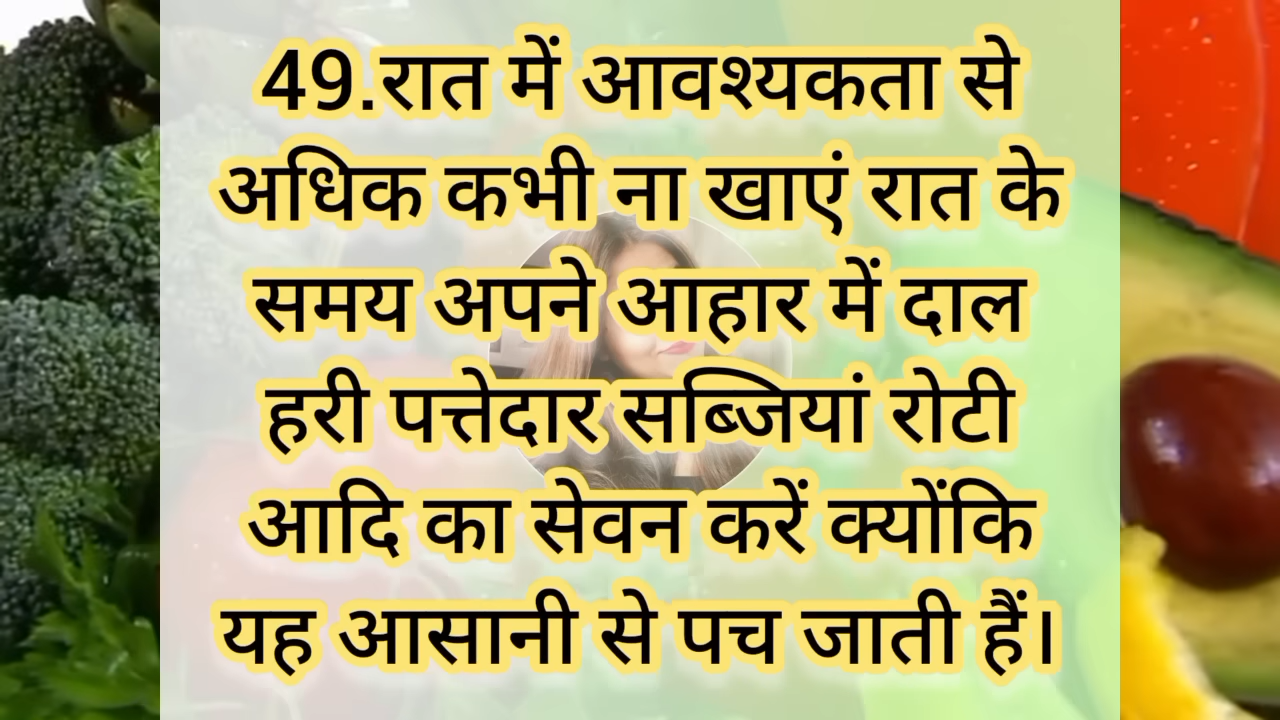 49.रात में आवश्यकता से
अधिक कभी ना खाएं रात के
समय अपने आहार में दाल
हरी पत्तेदार सब्जियां रोटी
आदि का सेवन करें क्योंकि
यह आसानी से पच जाती हैं।